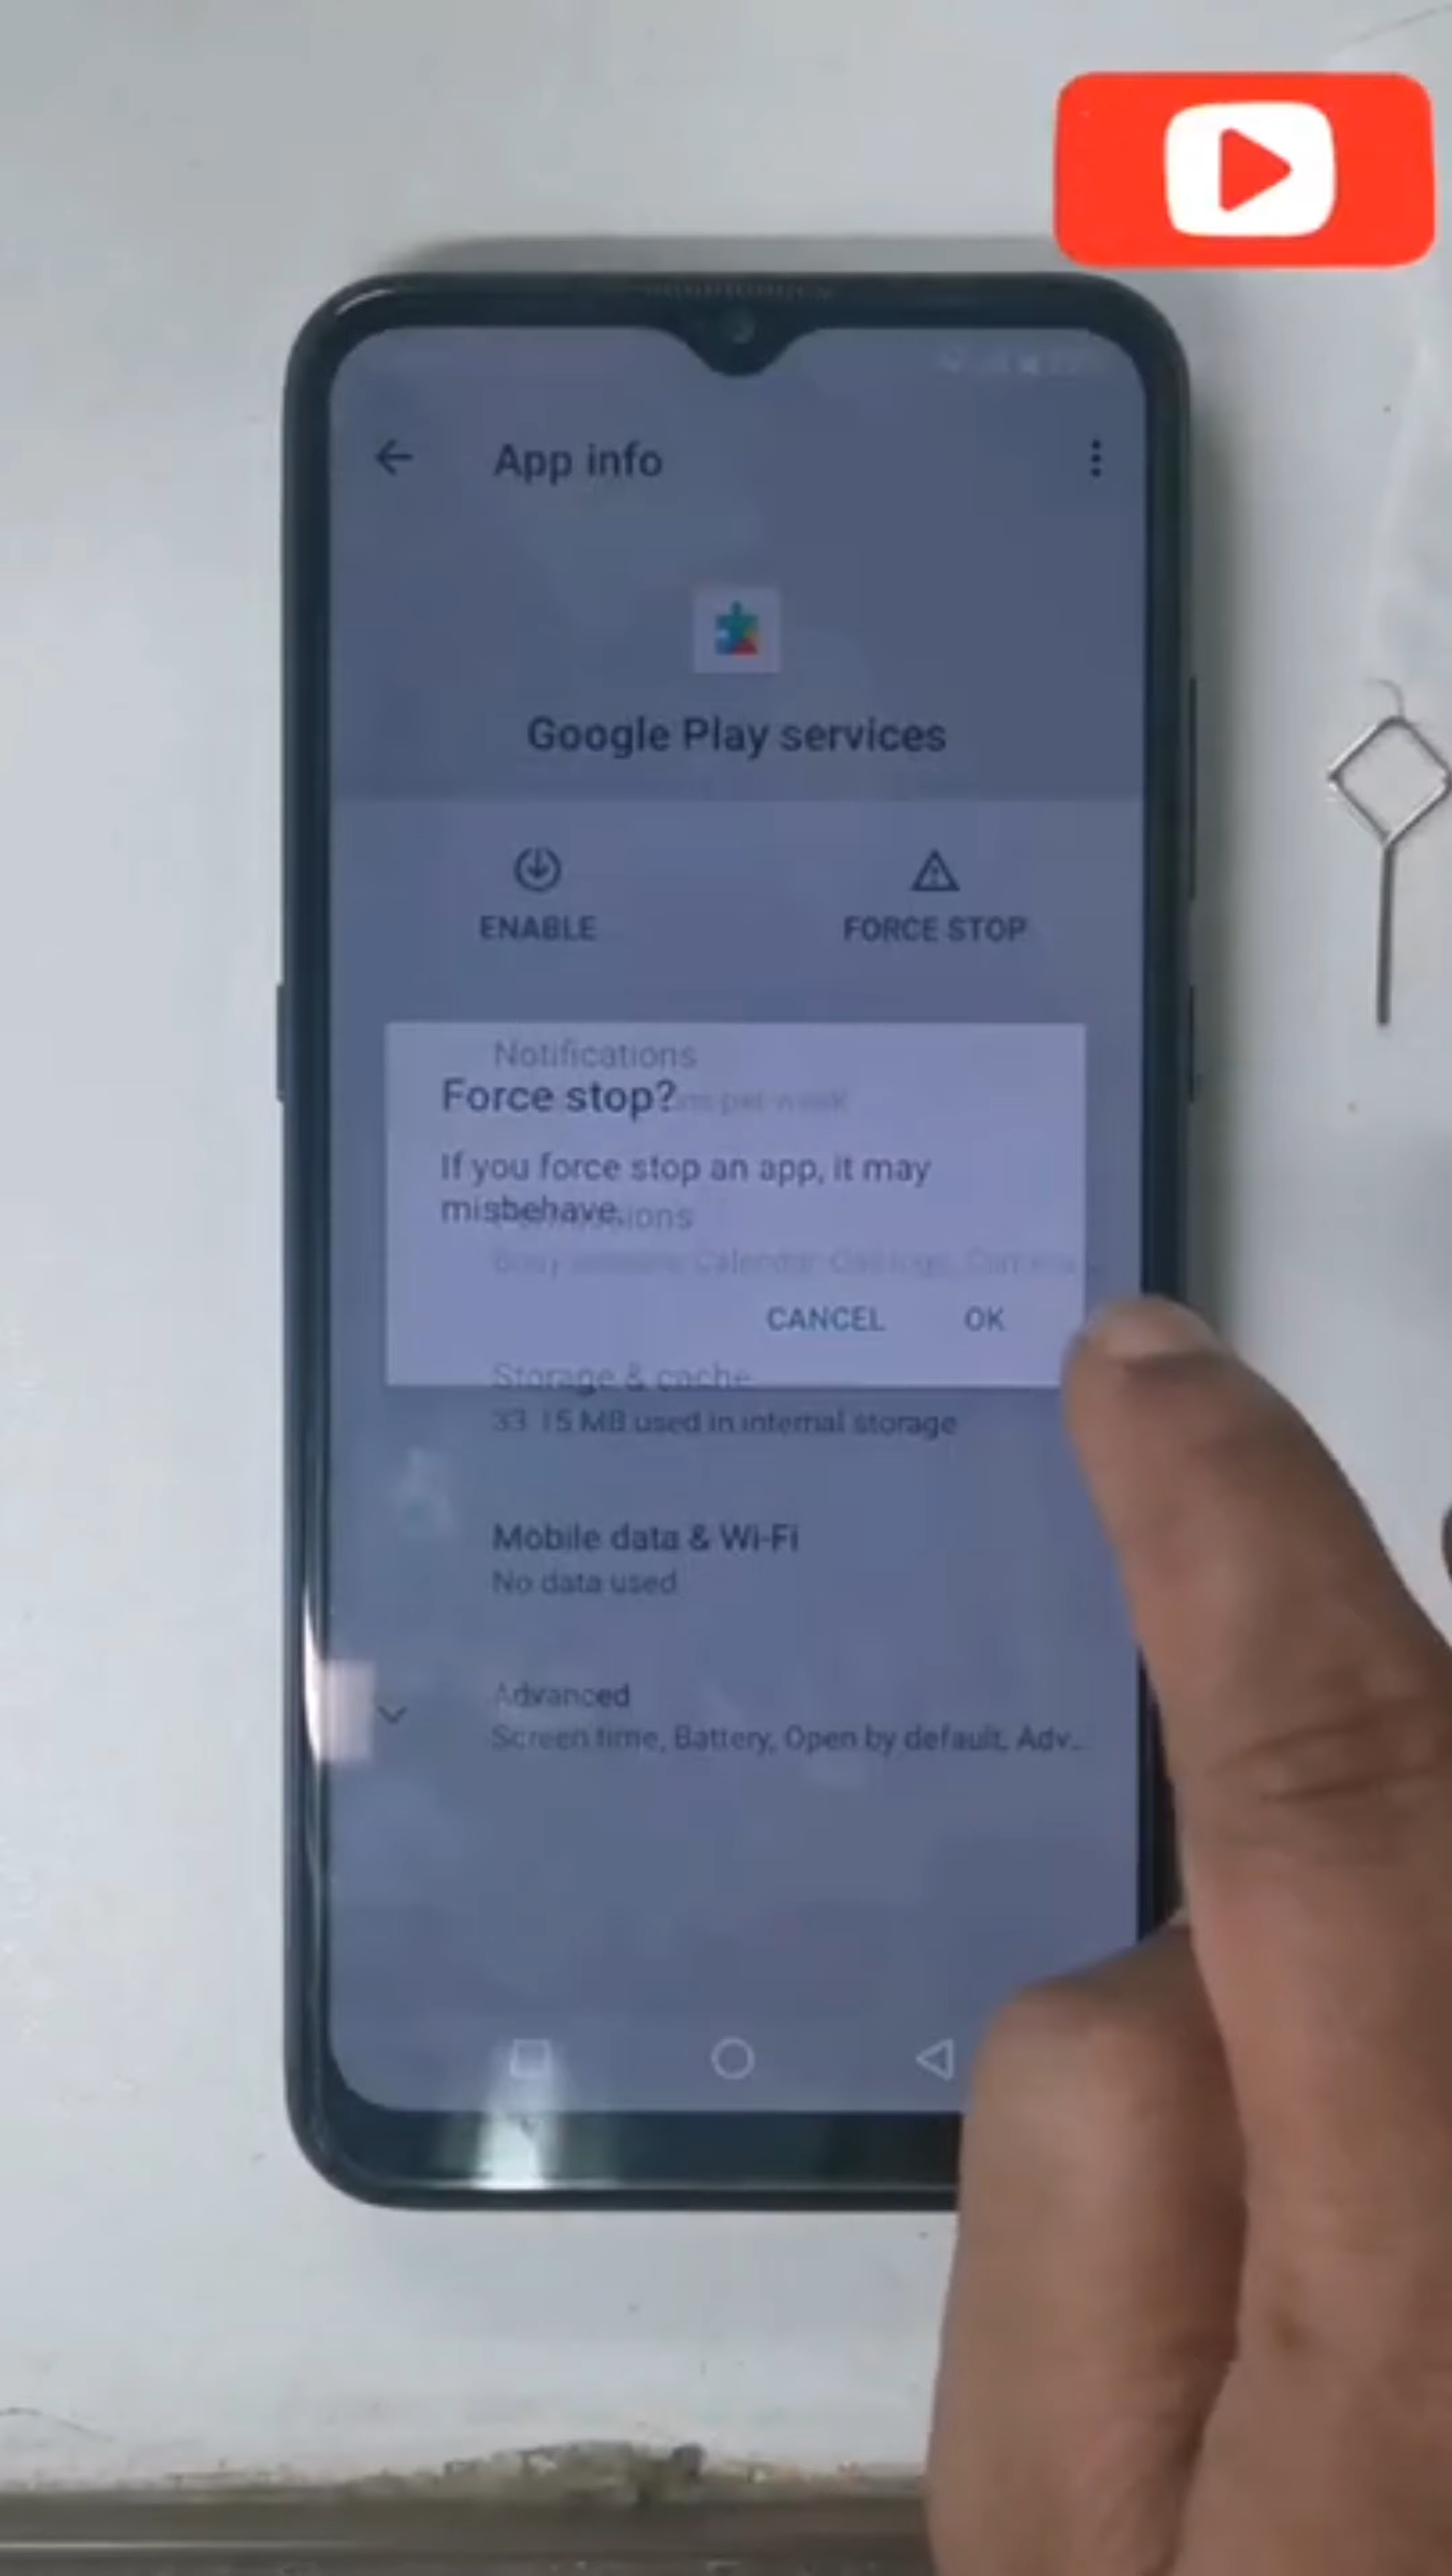 App info
Google Play services
ENABLE
FORCE STOP
Notifications
Force stop?
per week
If you force stop an app, it may
misbehave.
CANCEL
OK
Storage & cache
33.15 MB used in internal storage
Mobile data & Wi-Fi
No data used
Advanced
Screen time, Battery, Open by default, Adv...